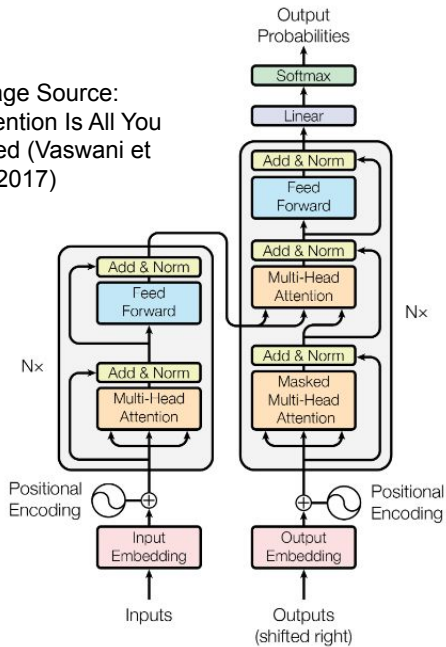 Output
Probabilities
Softmax
age Source:
ention Is All You
ed (Vaswani et
2017)
Linear
Add & Norm
Feed
Forward
Add & Norm
Multi-Head
Attention
Add & Norm
Masked
Multi-Head
Attention
N×
Add & Norm
Feed
Forward
Add & Norm
Multi-Head
Attention
N×
Positional
Encoding
Positional
Encoding
Input
Embedding
Output
Embedding
Inputs
Outputs
(shifted right)